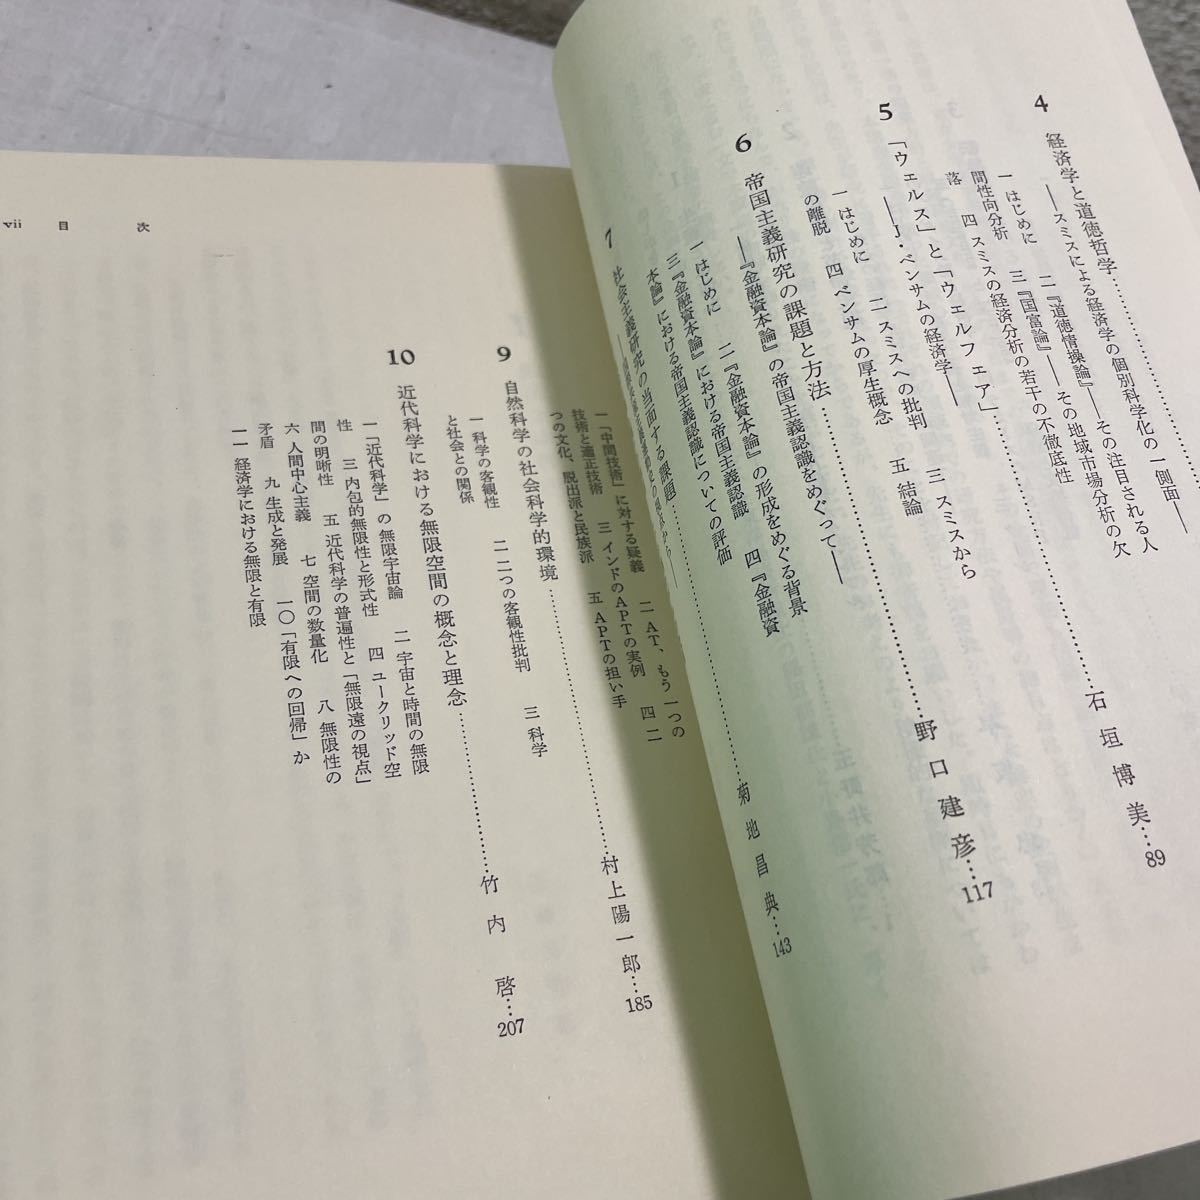 4
経済学と道徳哲学
――スミスによる経済学の個別科学化の一側面――
石垣博美…89
一 はじめに 二『道徳情操論』――その注目される人
間性向分析 三『国富論』――その地域市場分析の欠
落 四 スミスの経済分析の若干の不徹底性
5
「ウェルス」と「ウェルフェア」
――J・ベンサムの経済学――
野口建彦…117
一 はじめに 二 スミスへの批判 三 スミスから
の離脱 四 ベンサムの厚生概念 五 結論
6
帝国主義研究の課題と方法
――『金融資本論』の帝国主義認識をめぐって――
菊地昌典…143
一 はじめに 二『金融資本論』の形成をめぐる背景
三『金融資本論』における帝国主義認識 四『金融資
本論』における帝国主義認識についての評価
7
社会主義研究の当面する課題
一「中間技術」に対する疑義 二 AT、もう一つの
技術と適正技術 三 インドのAPTの実例 四 二
つの文化、脱出派と民族派 五 APTの担い手
9
自然科学の社会科学的環境
村上陽一郎…185
一 科学の客観性 二 二つの客観性批判 三 科学
と社会との関係
10
近代科学における無限空間の概念と理念
竹内啓…207
一「近代科学」の無限宇宙論 二 宇宙と時間の無限
性 三 内包的無限性と形式性 四 ユークリッド空
間の明晰性 五 近代科学の普遍性と「無限遠の視点」
六 人間中心主義 七 空間の数量化 八 無限性の
矛盾 九 生成と発展 一〇「有限への回帰」か
一一 経済学における無限と有限
vii 目次